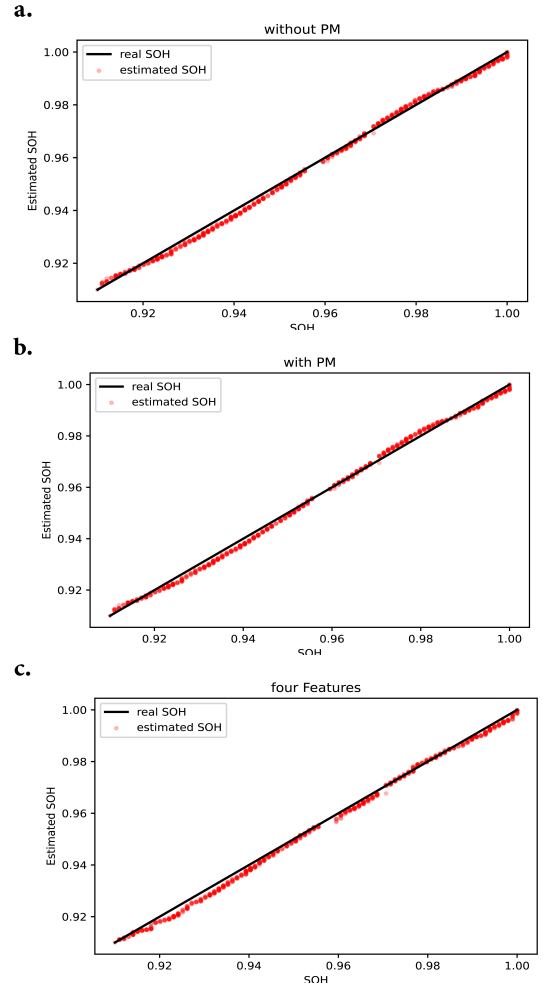 a.
without PM
real SOH
estimated SOH
1.00
0.98
0.96
0.94
0.92
Estimated SOH
0.92 0.94 0.96 0.98 1.00
SOH
b.
with PM
real SOH
estimated SOH
1.00
0.98
0.96
0.94
0.92
Estimated SOH
0.92 0.94 0.96 0.98 1.00
SOH
c.
four Features
real SOH
estimated SOH
1.00
0.98
0.96
0.94
0.92
Estimated SOH
0.92 0.94 0.96 0.98 1.00
SOH